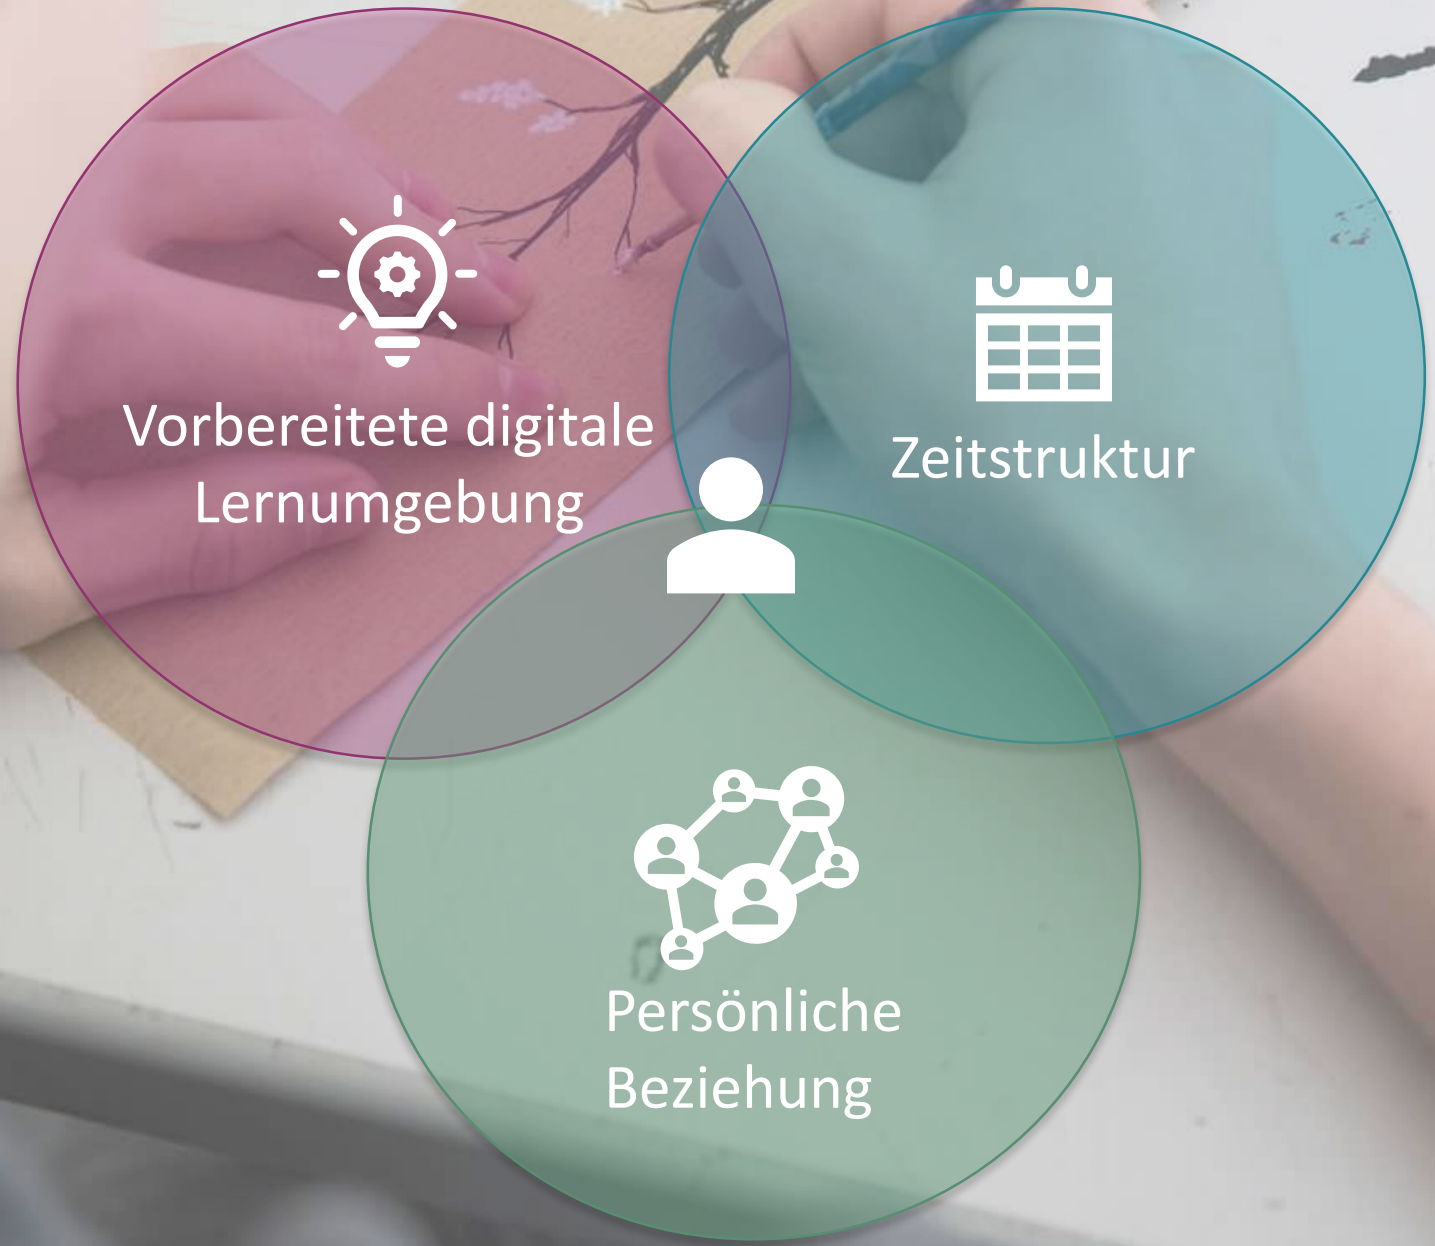 Vorbereitete digitale
Lernumgebung
Zeitstruktur
Persönliche
Beziehung